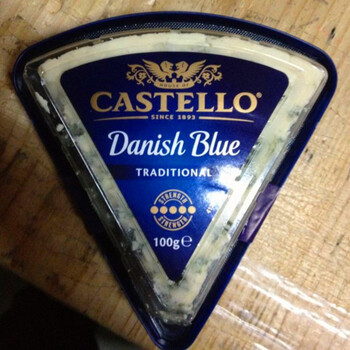 HOUSE OF
CASTELLO®
SINCE 1893
Danish Blue
TRADITIONAL
STRENGTH
STRENGTH
100g ℮